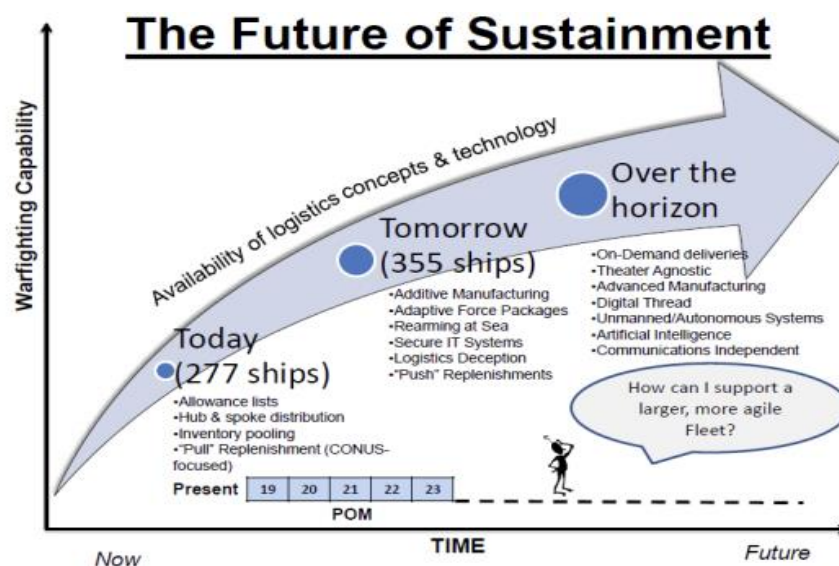 The Future of Sustainment
Warfighting Capability
Availability of logistics concepts & technology
Today
(277 ships)
•Allowance lists
•Hub & spoke distribution
•Inventory pooling
•"Pull" Replenishment (CONUS-
focused)
Tomorrow
(355 ships)
•Additive Manufacturing
•Adaptive Force Packages
•Rearming at Sea
•Secure IT Systems
•Logistics Deception
•"Push" Replenishments
Over the
horizon
•On-Demand deliveries
•Theater Agnostic
•Advanced Manufacturing
•Digital Thread
•Unmanned/Autonomous Systems
•Artificial Intelligence
•Communications Independent
How can I support a
larger, more agile
Fleet?
Present 19 20 21 22 23
POM
Now TIME Future